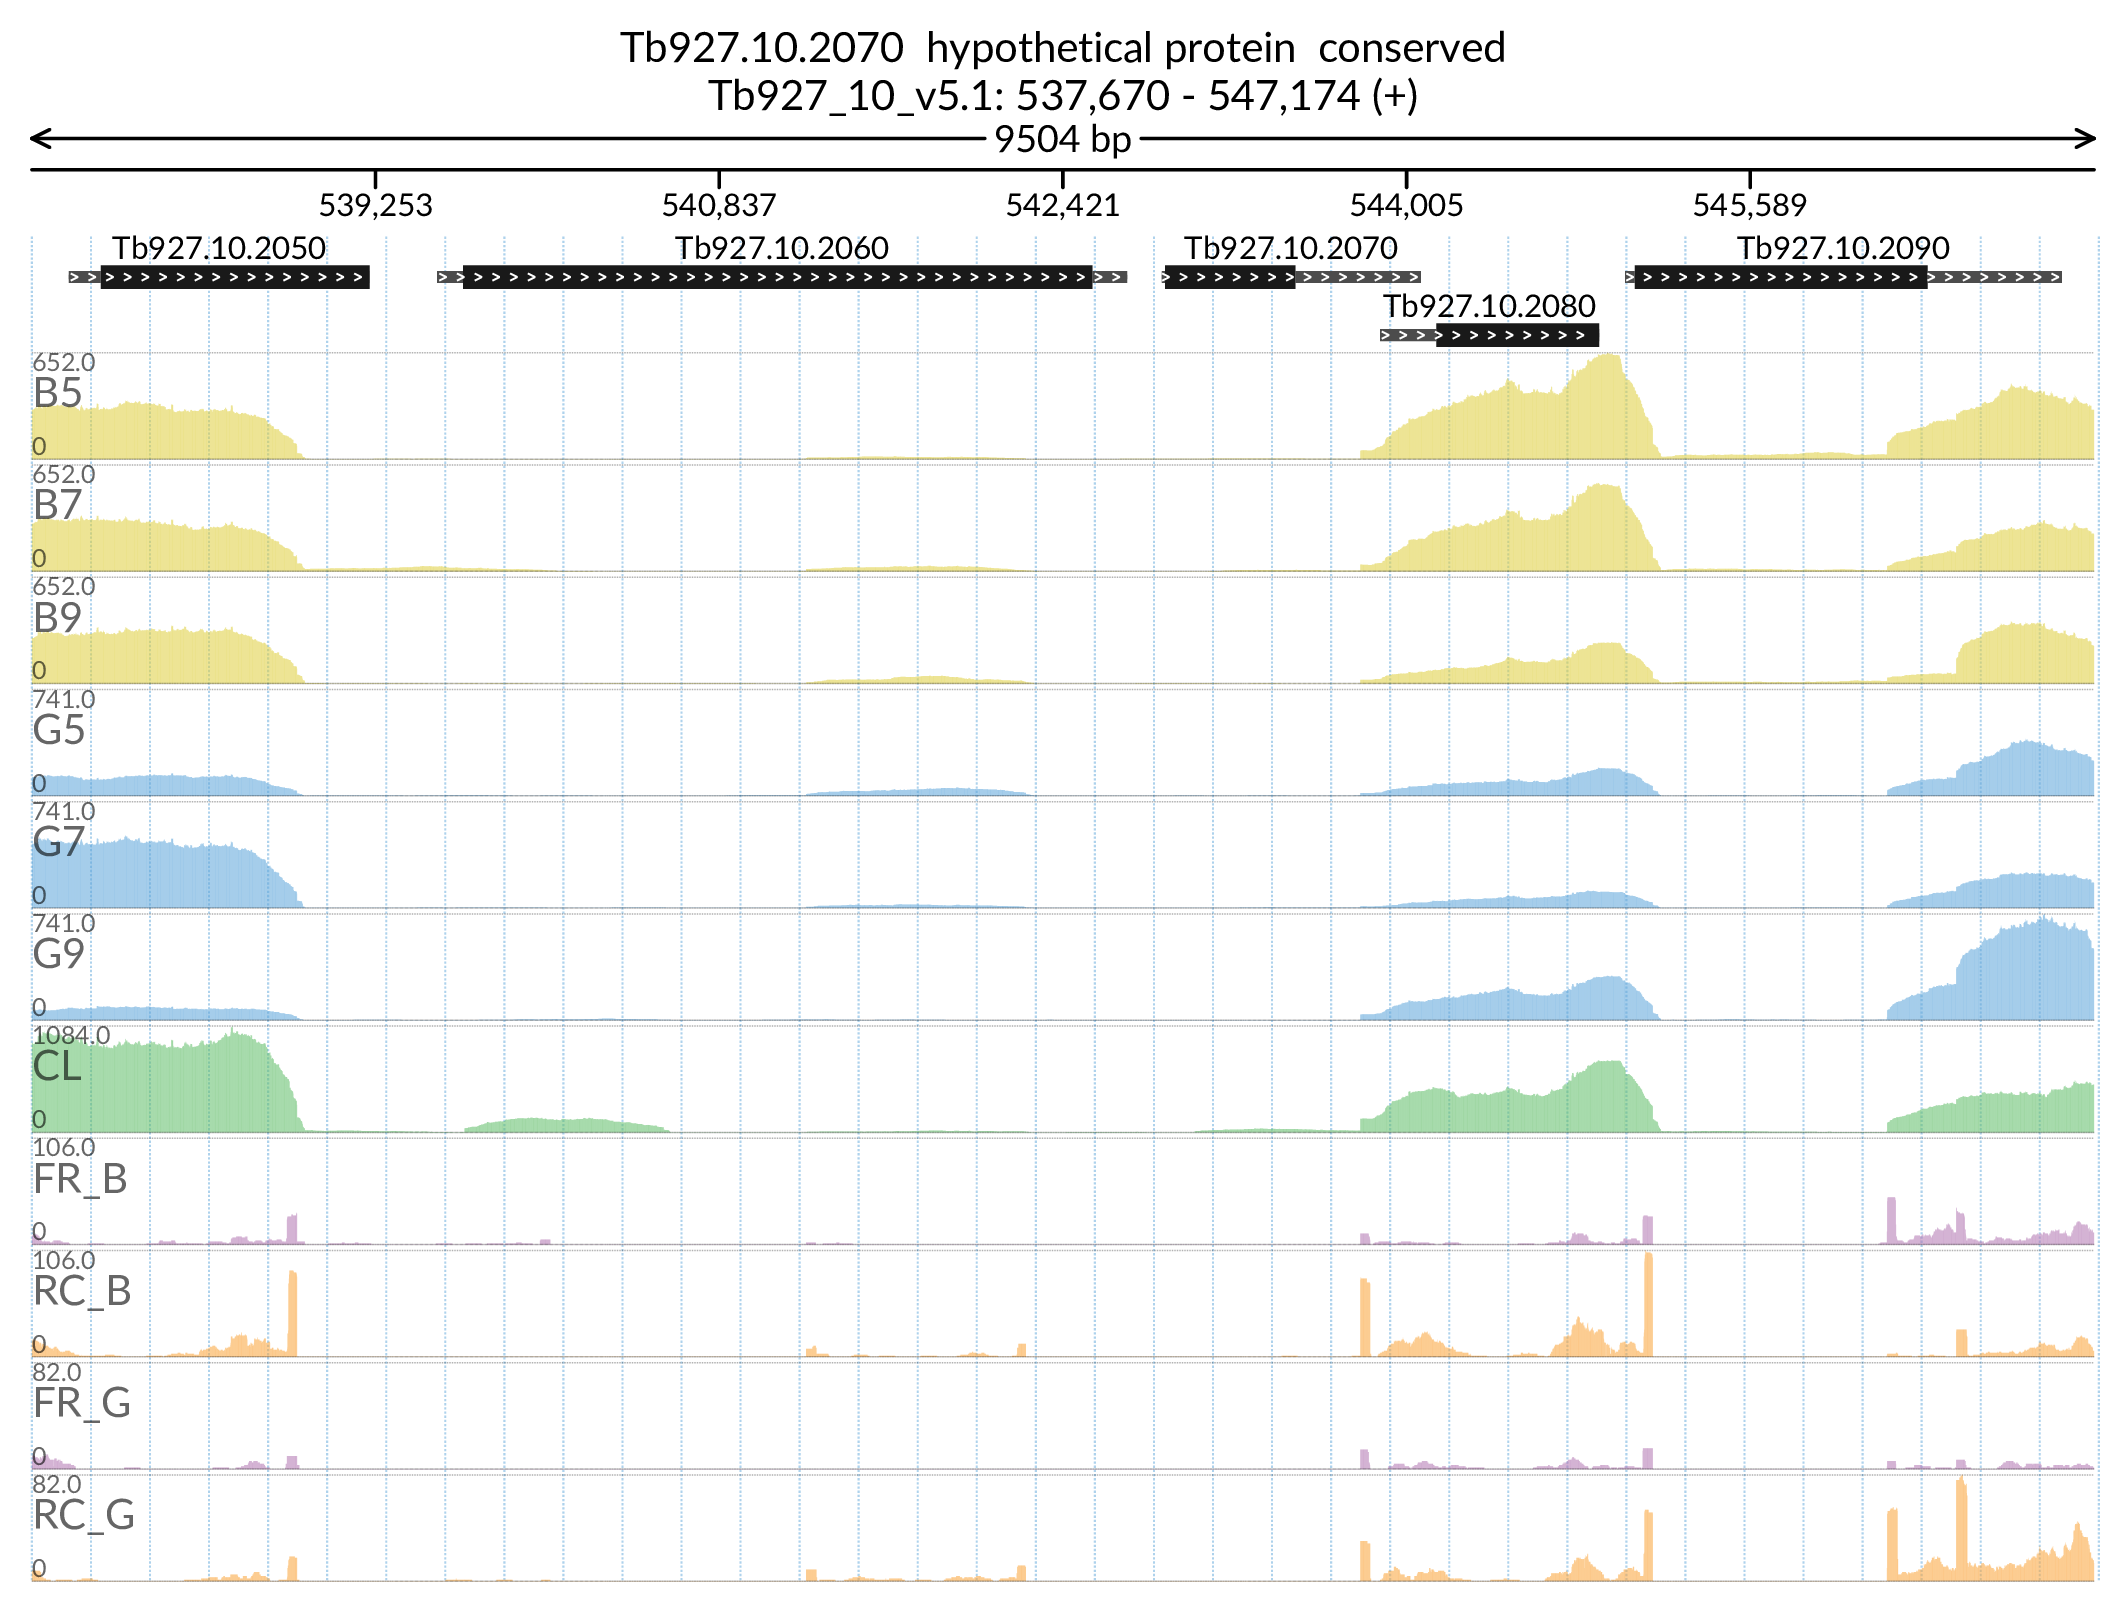 Tb927.10.2070 hypothetical protein conserved
Tb927_10_v5.1: 537,670 - 547,174 (+)
9504 bp
539,253 540,837 542,421 544,005 545,589
Tb927.10.2050 Tb927.10.2060 Tb927.10.2070 Tb927.10.2090
Tb927.10.2080
652.0
B5
0
652.0
B7
0
652.0
B9
0
741.0
G5
0
741.0
G7
0
741.0
G9
0
1084.0
CL
0
106.0
FR_B
0
106.0
RC_B
0
82.0
FR_G
0
82.0
RC_G
0